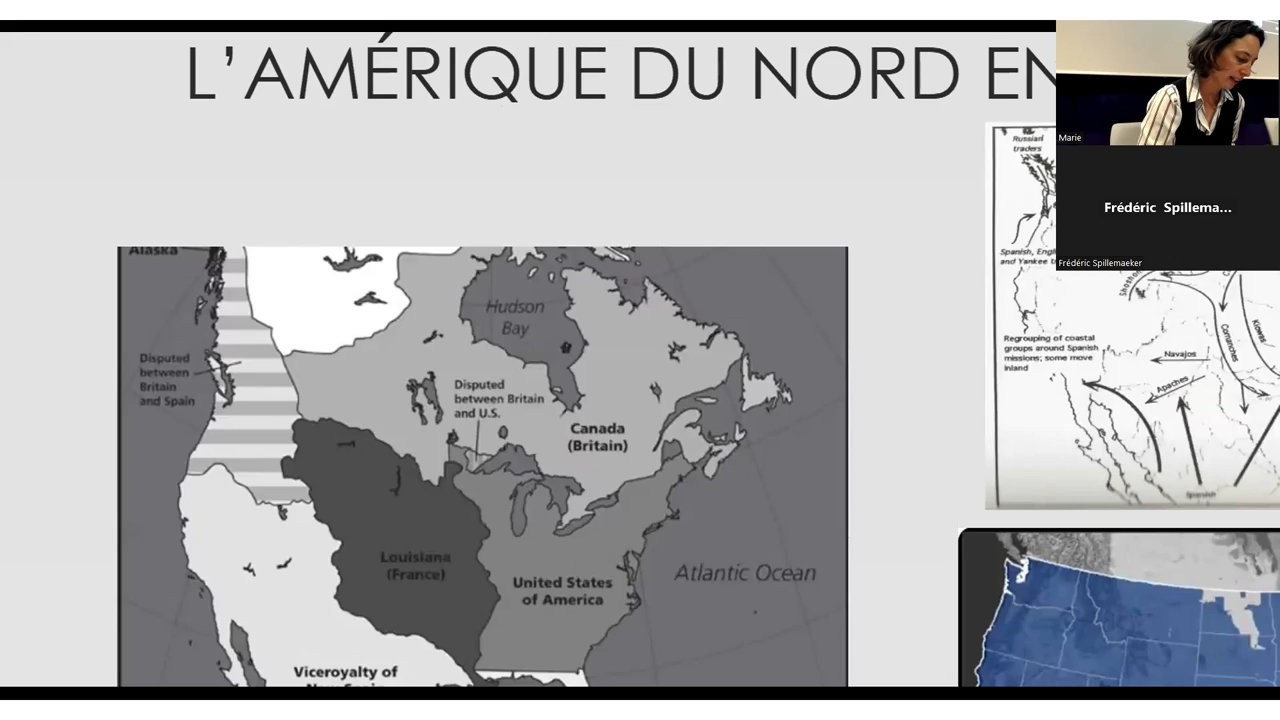 L'AMÉRIQUE DU NORD EN
Marie
Frédéric Spillema...
Frédéric Spillemaeker
Alaska
Hudson
Bay
Disputed
between
Britain
and Spain
Disputed
between Britain
and U.S.
Canada
(Britain)
Louisiana
(France)
United States
of America
Atlantic Ocean
Viceroyalty of
Russian
traders
Spanish, Engl
and Yankee t
Regrouping of coastal
groups around Spanish
missions; some move
inland
Navajos
Apaches
Comanches
Kiowas
Spanish